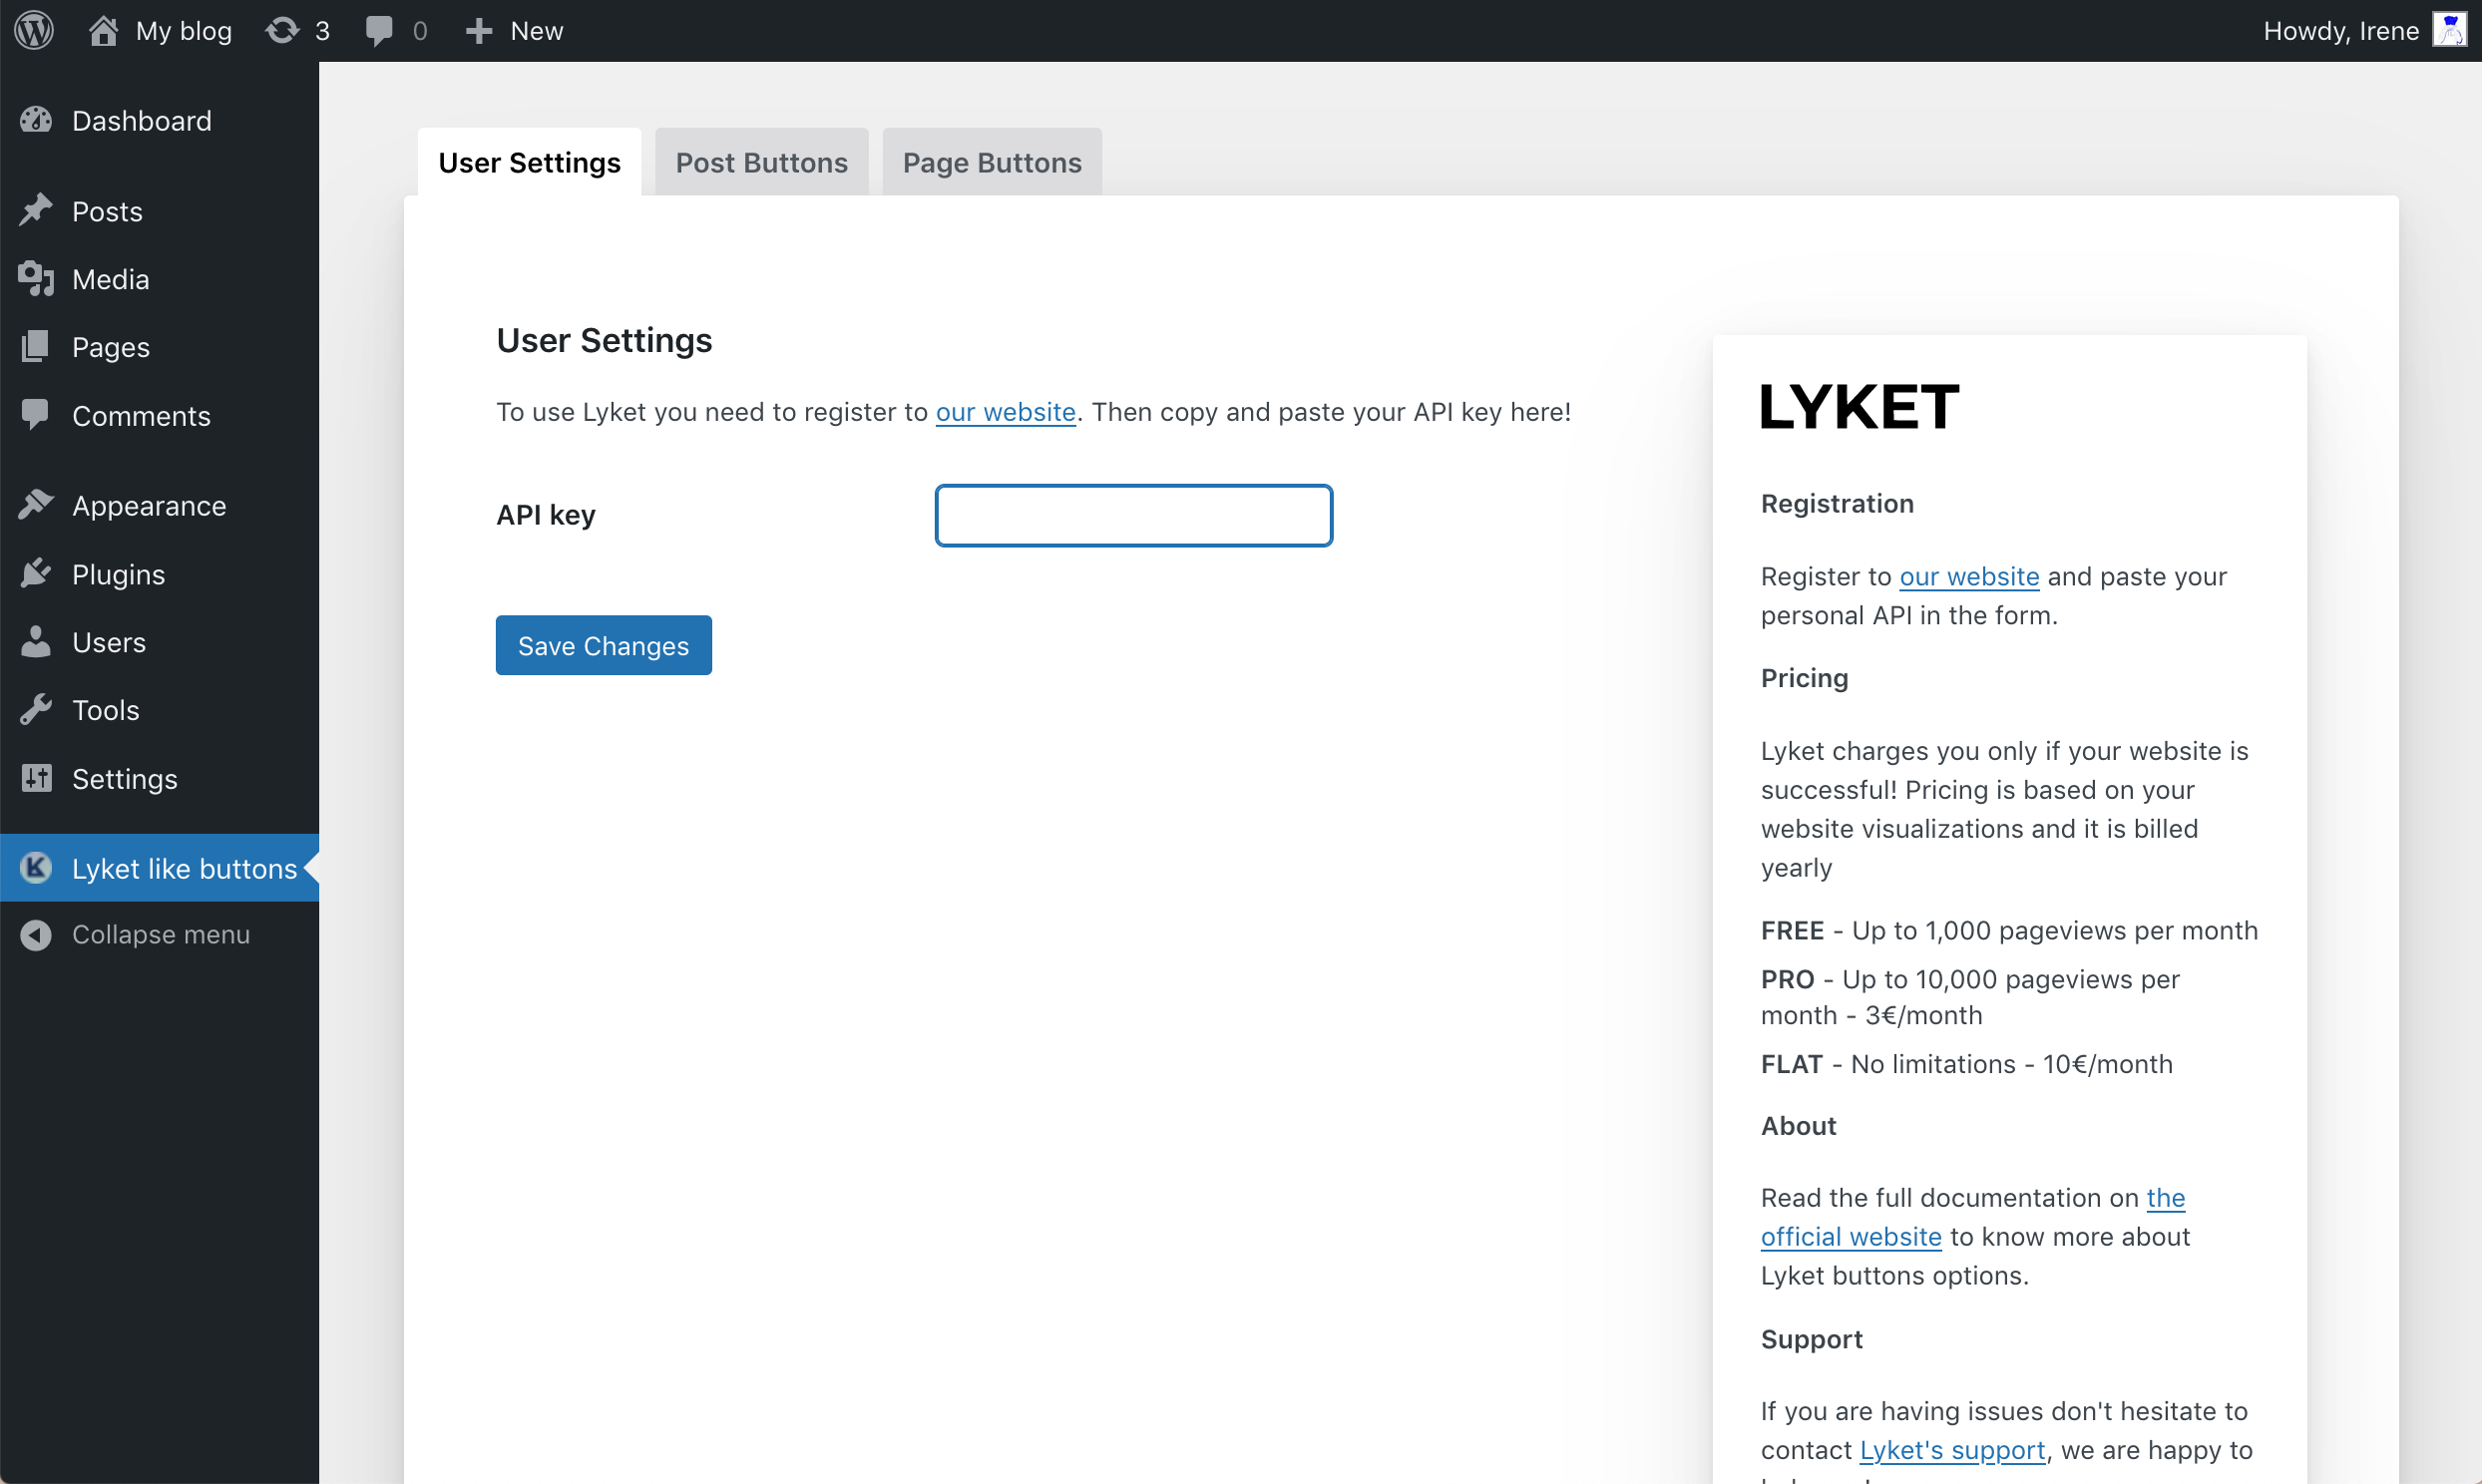 My blog 3 0 New Howdy, Irene
Dashboard
Posts
Media
Pages
Comments
Appearance
Plugins
Users
Tools
Settings
Lyket like buttons
Collapse menu
User Settings Post Buttons Page Buttons
User Settings
To use Lyket you need to register to our website. Then copy and paste your API key here!
API key
Save Changes
LYKET
Registration
Register to our website and paste your
personal API in the form.
Pricing
Lyket charges you only if your website is
successful! Pricing is based on your
website visualizations and it is billed
yearly
FREE - Up to 1,000 pageviews per month
PRO - Up to 10,000 pageviews per
month - 3€/month
FLAT - No limitations - 10€/month
About
Read the full documentation on the
official website to know more about
Lyket buttons options.
Support
If you are having issues don't hesitate to
contact Lyket's support, we are happy to